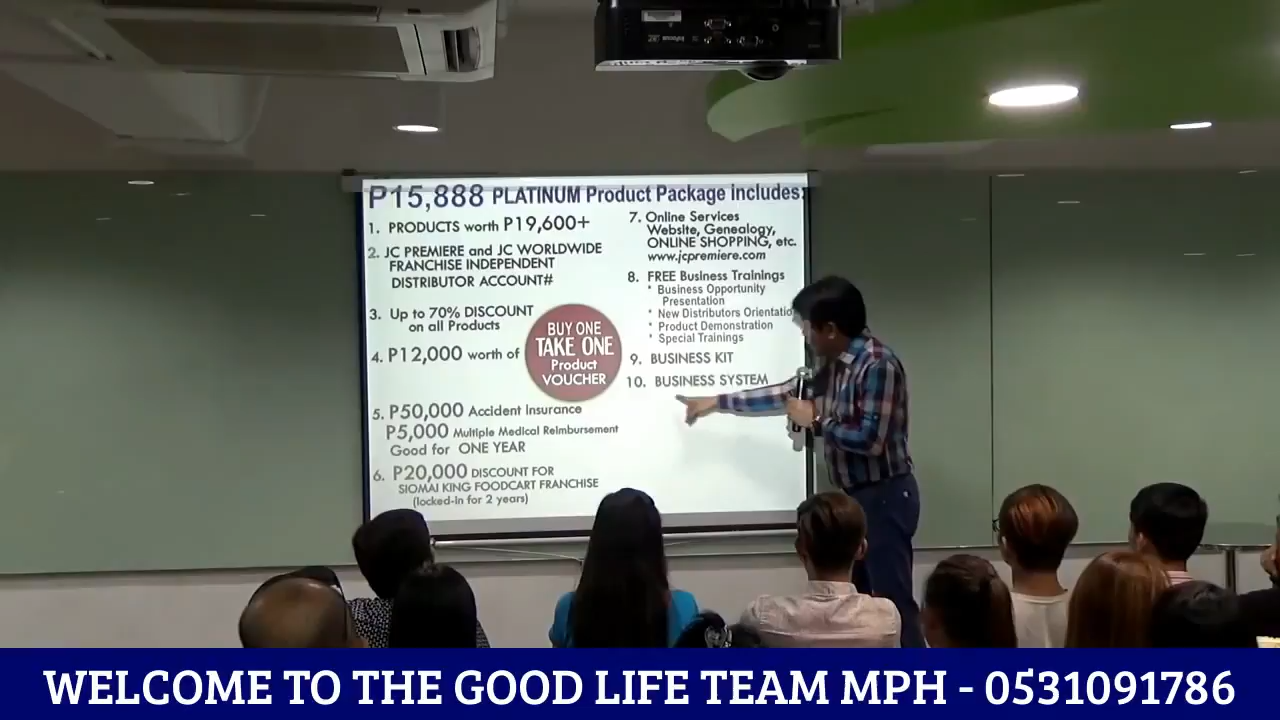 InFocus
P15,888 PLATINUM Product Package includes:
1. PRODUCTS worth P19,600+
2. JC PREMIERE and JC WORLDWIDE
FRANCHISE INDEPENDENT
DISTRIBUTOR ACCOUNT#
3. Up to 70% DISCOUNT
on all Products
4. P12,000 worth of
BUY ONE
TAKE ONE
Product
VOUCHER
5. P50,000 Accident Insurance
P5,000 Multiple Medical Reimbursement
Good for ONE YEAR
6. P20,000 DISCOUNT FOR
SIOMAI KING FOODCART FRANCHISE
(locked-in for 2 years)
7. Online Services
Website, Genealogy,
ONLINE SHOPPING, etc.
www.jcpremiere.com
8. FREE Business Trainings
* Business Opportunity
Presentation
* New Distributors Orientatio
* Product Demonstration
* Special Trainings
9. BUSINESS KIT
10. BUSINESS SYSTEM
WELCOME TO THE GOOD LIFE TEAM MPH - 0531091786